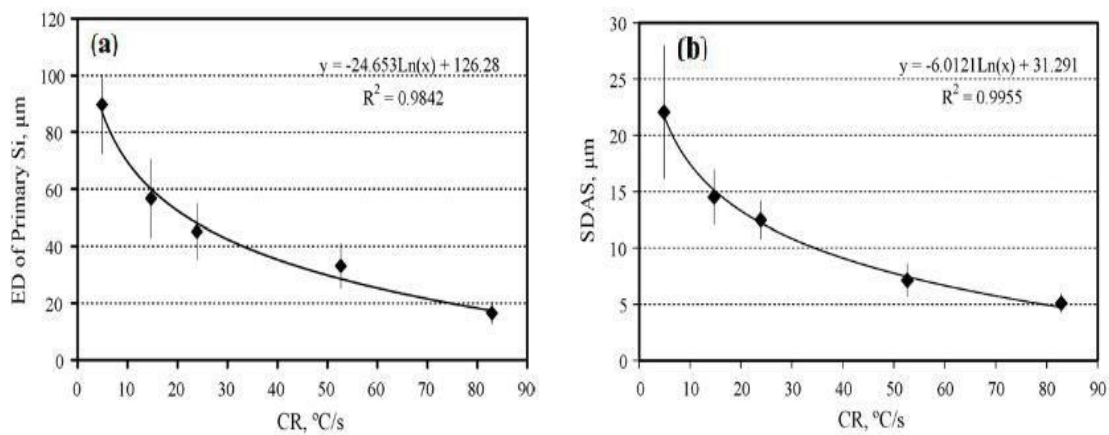 (a)
y = -24.653Ln(x) + 126.28
R² = 0.9842
120
100
80
60
40
20
0
ED of Primary Si, µm
0 10 20 30 40 50 60 70 80 90
CR, ºC/s
(b)
y = -6.0121Ln(x) + 31.291
R² = 0.9955
30
25
20
15
10
5
0
SDAS, µm
0 10 20 30 40 50 60 70 80 90
CR, ºC/s